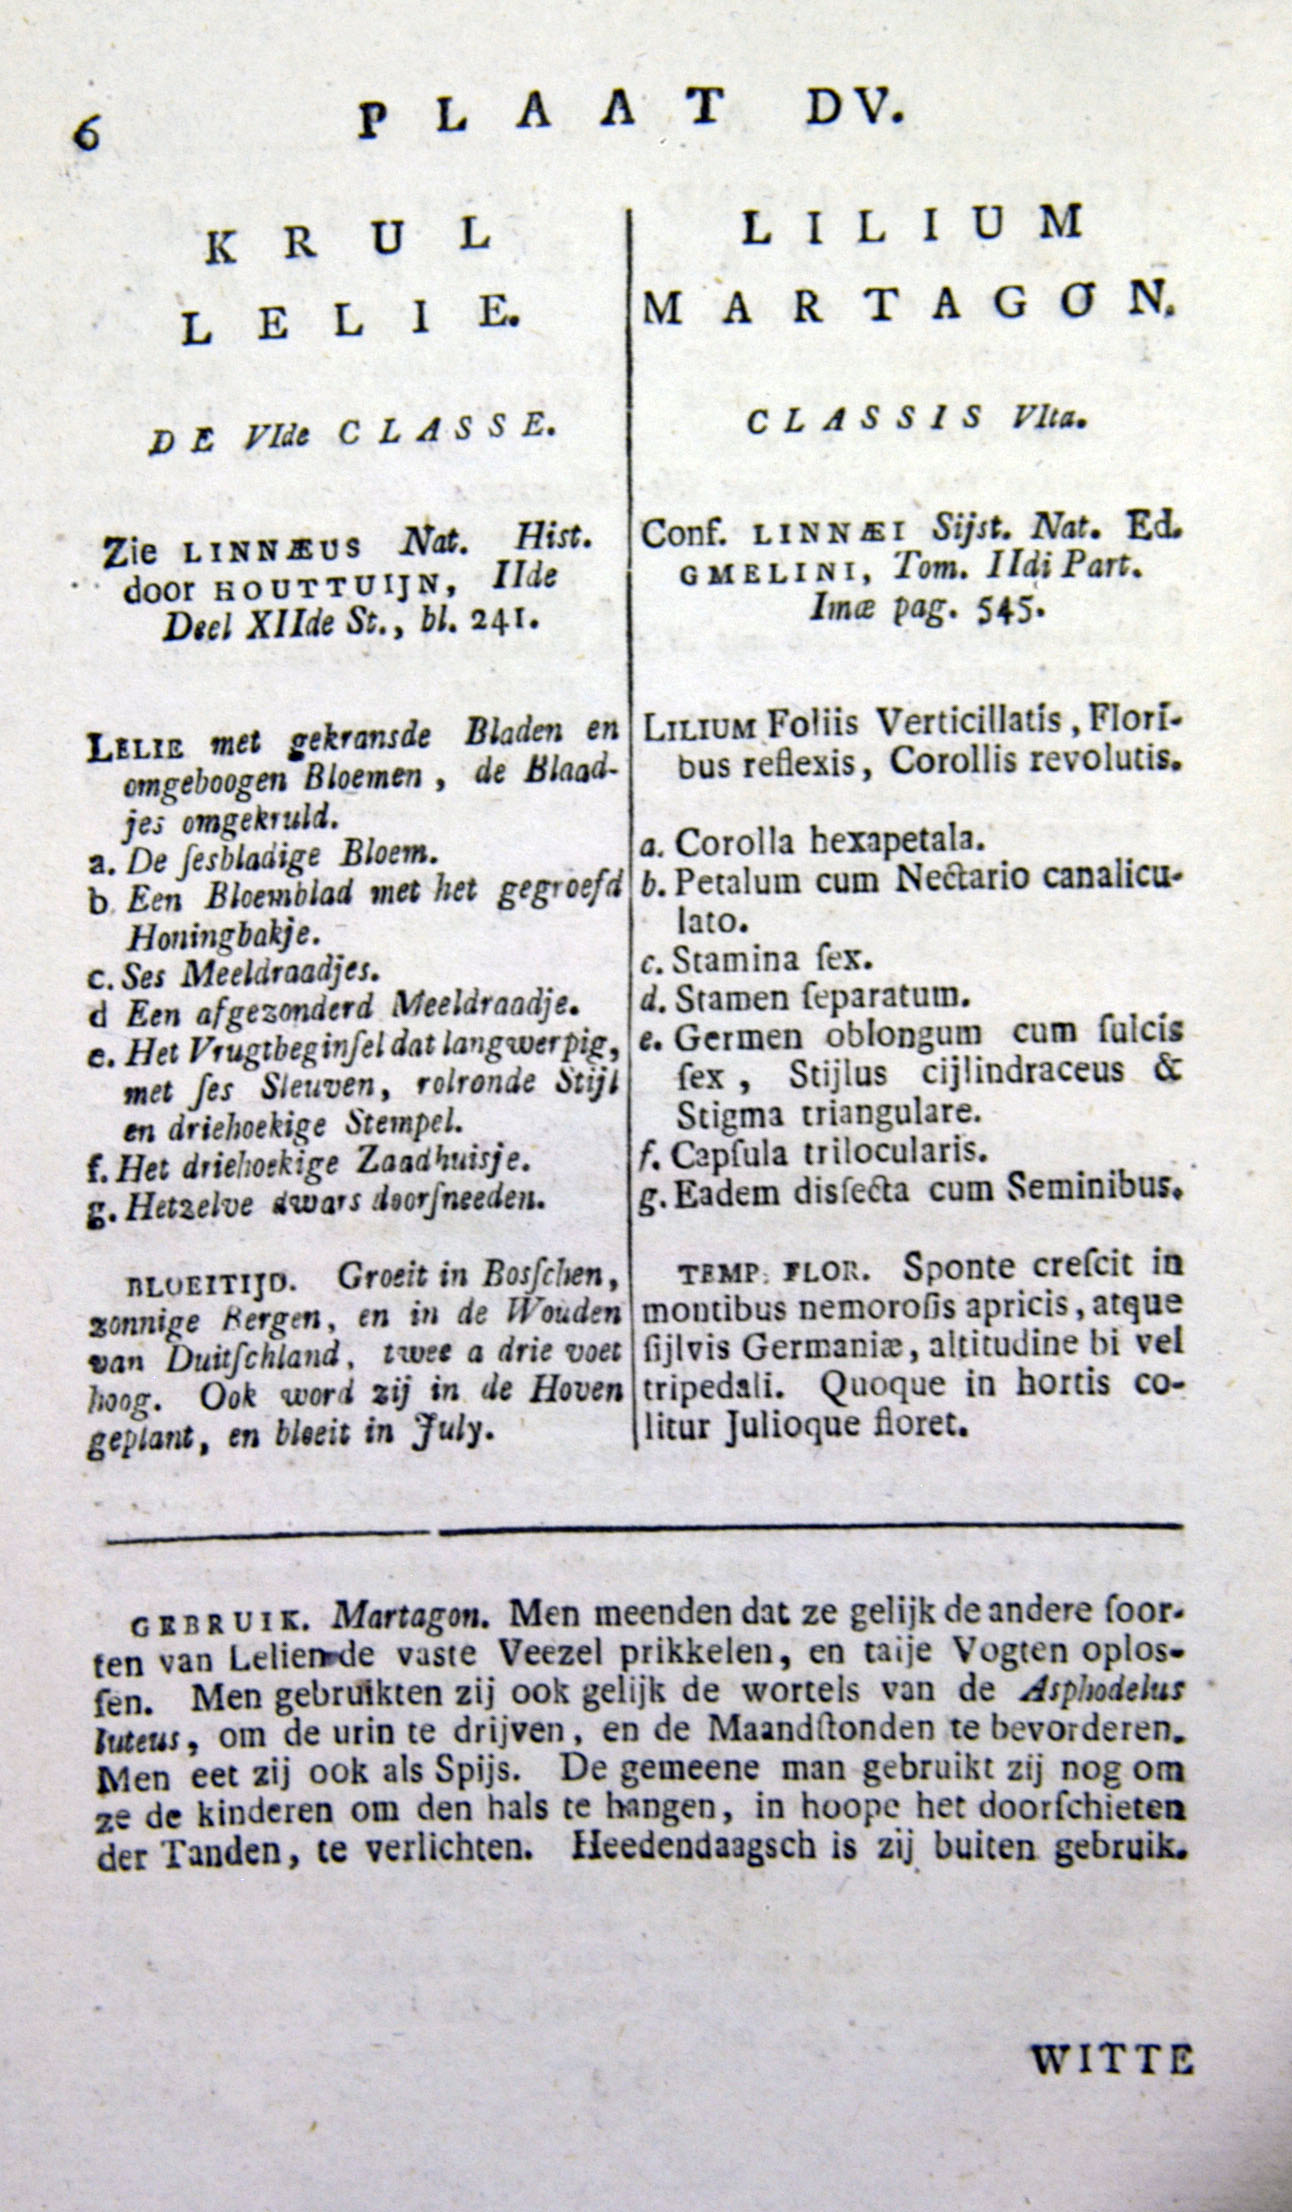 6
PLAAT DV.
KRUL
LELIE.
DE VIde CLASSE.
Zie LINNÆUS Nat. Hist.
door HOUTTUIJN, IIde
Deel XIIde St., bl. 241.
LELIE met gekransde Bladen en
omgeboogen Bloemen, de Blaad-
jes omgekruld.
a. De ſesbladige Bloem.
b. Een Bloemblad met het gegroefd
Honingbakje.
c. Ses Meeldraadjes.
d Een afgezonderd Meeldraadje.
e. Het Vrugtbeginſel dat langwerpig,
met ſes Sleuven, rolronde Stijl
en driehoekige Stempel.
f. Het driehoekige Zaadhuisje.
g. Hetzelve dwars doorſneeden.
BLOEITIJD. Groeit in Bosſchen,
zonnige Bergen, en in de Wouden
van Duitſchland, twee a drie voet
hoog. Ook word zij in de Hoven
geplant, en bloeit in July.
LILIUM
MARTAGON.
CLASSIS VIta.
Conf. LINNÆI Sijst. Nat. Ed.
GMELINI, Tom. IIdi Part.
Imæ pag. 545.
LILIUM Foliis Verticillatis, Flori-
bus reflexis, Corollis revolutis.
a. Corolla hexapetala.
b. Petalum cum Nectario canalicu-
lato.
c. Stamina ſex.
d. Stamen ſeparatum.
e. Germen oblongum cum ſulcis
ſex, Stijlus cijlindraceus &
Stigma triangulare.
f. Capſula trilocularis.
g. Eadem disſecta cum Seminibus.
TEMP. FLOR. Sponte creſcit in
montibus nemoroſis apricis, atque
ſijlvis Germaniæ, altitudine bi vel
tripedali. Quoque in hortis co-
litur Julioque floret.
GEBRUIK. Martagon. Men meenden dat ze gelijk de andere ſoor-
ten van Lelien de vaste Veezel prikkelen, en taije Vogten oplos-
ſen. Men gebruikten zij ook gelijk de wortels van de Asphodelus
luteus, om de urin te drijven, en de Maandſtonden te bevorderen.
Men eet zij ook als Spijs. De gemeene man gebruikt zij nog om
ze de kinderen om den hals te hangen, in hoope het doorſchieten
der Tanden, te verlichten. Heedendaagsch is zij buiten gebruik.
WITTE